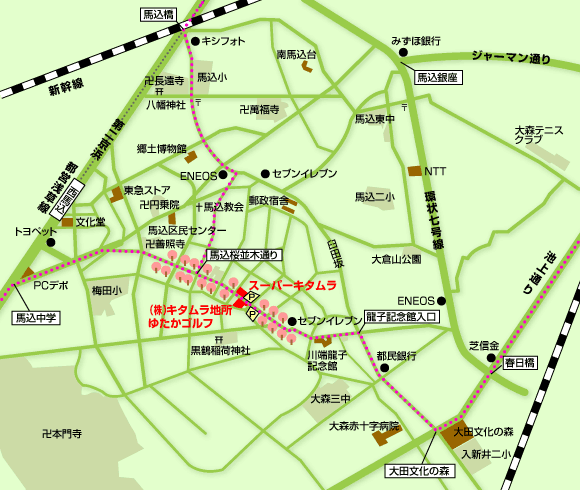 馬込橋
キシフォト
みずほ銀行
南馬込台
ジャーマン通り
馬込銀座
新幹線
卍長遠寺
馬込小
八幡神社
〒
卍萬福寺
〒
馬込東中
大森テニス
クラブ
第二京浜
郷土博物館
ENEOS
セブンイレブン
NTT
都営浅草線
西馬込
東急ストア
卍円乗院
✝馬込教会
郵政宿舎
馬込二小
環状七号線
文化堂
トヨペット
馬込区民センター
卍善照寺
馬込桜並木通り
臼田坂
大倉山公園
池上通り
PCデポ
梅田小
スーパーキタムラ
P
ENEOS
馬込中学
(株)キタムラ地所
ゆたかゴルフ
P
セブンイレブン
龍子記念館入口
黒鶴稲荷神社
川端龍子
記念館
都民銀行
芝信金
春日橋
大森三中
卍本門寺
大森赤十字病院
大田文化の森
入新井二小
大田文化の森